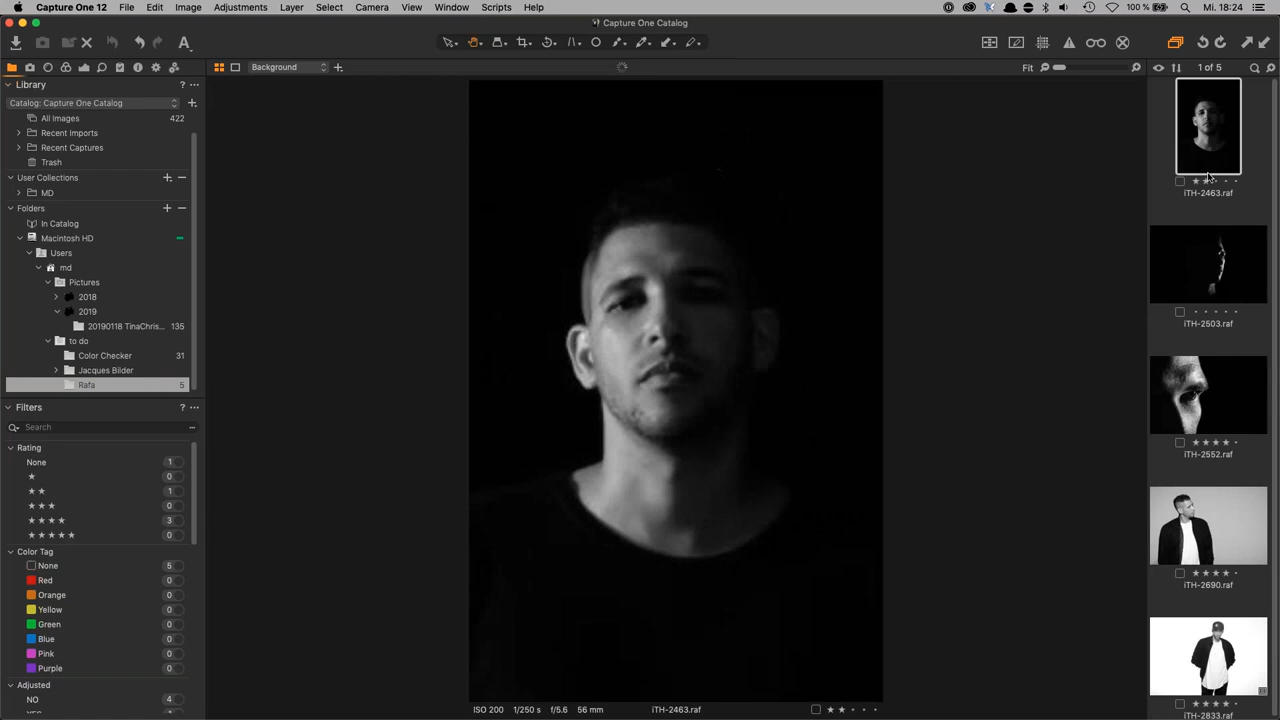 Capture One 12 File Edit Image Adjustments Layer Select Camera View Window Scripts Help 100 % Mi. 18:24
Capture One Catalog
Background Fit 1 of 5
Library ? ...
Catalog: Capture One Catalog
All Images 422
Recent Imports
Recent Captures
Trash
User Collections
MD
Folders
In Catalog
Macintosh HD
Users
md
Pictures
2018
2019
20190118 TinaChris... 135
to do
Color Checker 31
Jacques Bilder
Rafa 5
Filters ? ...
Search
Rating
None 1
0
1
0
3
0
Color Tag
None 5
Red 0
Orange 0
Yellow 0
Green 0
Blue 0
Pink 0
Purple 0
Adjusted
NO 4
ISO 200 1/250 s f/5.6 56 mm iTH-2463.raf
iTH-2463.raf
iTH-2503.raf
iTH-2552.raf
iTH-2690.raf
iTH-2833.raf